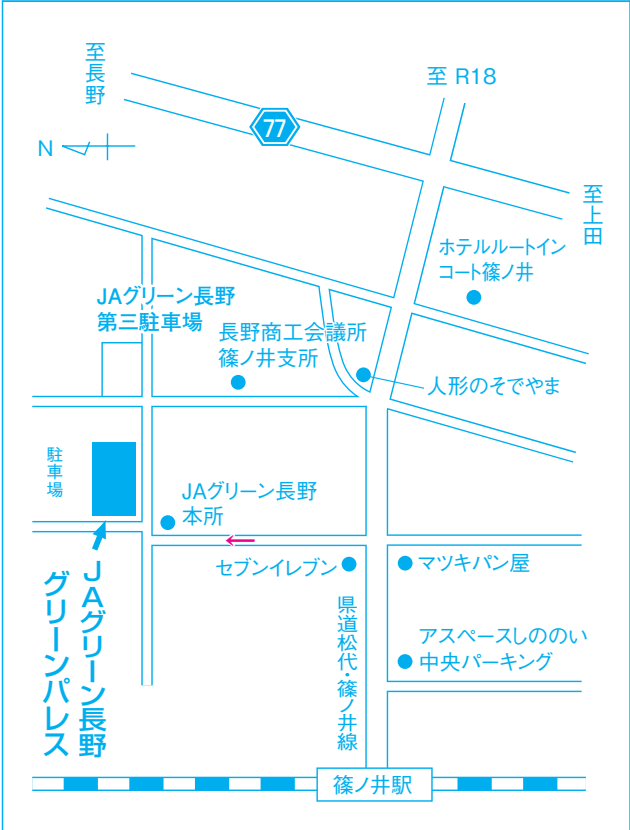 至長野
至 R18
77
N
至上田
ホテルルートイン
コート篠ノ井
JAグリーン長野
第三駐車場
長野商工会議所
篠ノ井支所
人形のそでやま
駐車場
JAグリーン長野
本所
セブンイレブン
マツキパン屋
JAグリーン長野
グリーンパレス
県道松代・篠ノ井線
アスペースしののい
中央パーキング
篠ノ井駅